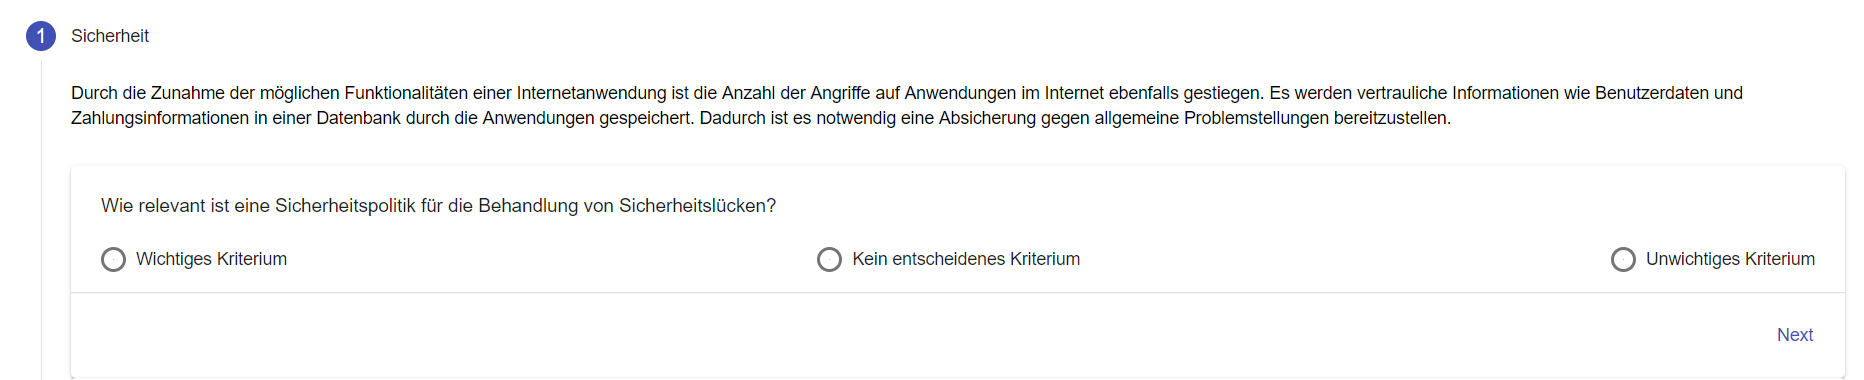 1 Sicherheit
Durch die Zunahme der möglichen Funktionalitäten einer Internetanwendung ist die Anzahl der Angriffe auf Anwendungen im Internet ebenfalls gestiegen. Es werden vertrauliche Informationen wie Benutzerdaten und
Zahlungsinformationen in einer Datenbank durch die Anwendungen gespeichert. Dadurch ist es notwendig eine Absicherung gegen allgemeine Problemstellungen bereitzustellen.
Wie relevant ist eine Sicherheitspolitik für die Behandlung von Sicherheitslücken?
Wichtiges Kriterium Kein entscheidenes Kriterium Unwichtiges Kriterium
Next